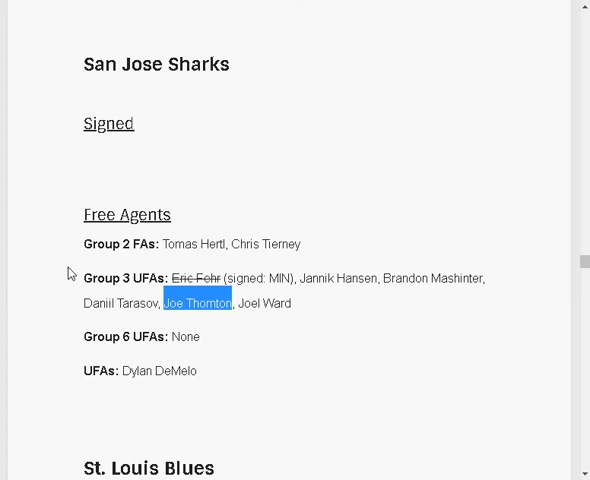 San Jose Sharks
Signed
Free Agents
Group 2 FAs: Tomas Hertl, Chris Tierney
Group 3 UFAs: Eric Fehr (signed: MIN), Jannik Hansen, Brandon Mashinter,
Daniil Tarasov, Joe Thornton, Joel Ward
Group 6 UFAs: None
UFAs: Dylan DeMelo
St. Louis Blues